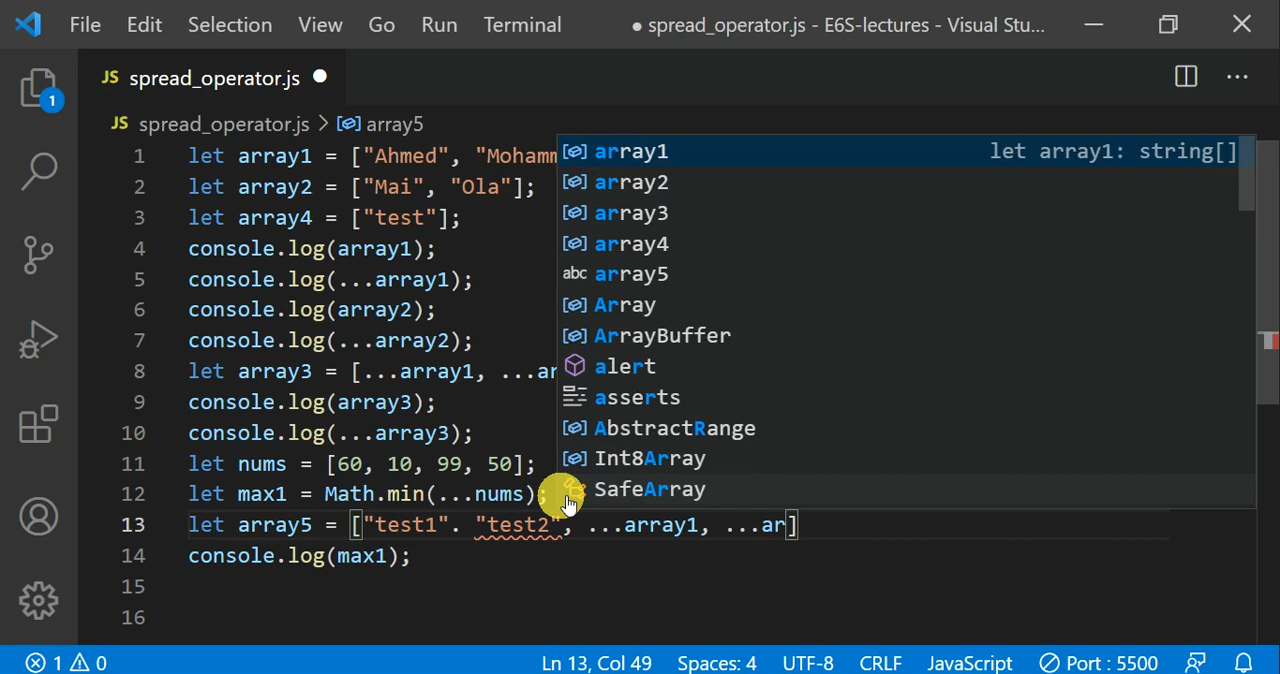 File Edit Selection View Go Run Terminal ● spread_operator.js - E6S-lectures - Visual Stu...
JS spread_operator.js ●
JS spread_operator.js > array5
1 let array1 = ["Ahmed", "Mohamm
2 let array2 = ["Mai", "Ola"];
3 let array4 = ["test"];
4 console.log(array1);
5 console.log(...array1);
6 console.log(array2);
7 console.log(...array2);
8 let array3 = [...array1, ...ar
9 console.log(array3);
10 console.log(...array3);
11 let nums = [60, 10, 99, 50];
12 let max1 = Math.min(...nums);
13 let array5 = ["test1". "test2", ...array1, ...ar]
14 console.log(max1);
15
16
array1 let array1: string[]
array2
array3
array4
abc array5
Array
ArrayBuffer
alert
asserts
AbstractRange
Int8Array
SafeArray
1
1 0 Ln 13, Col 49 Spaces: 4 UTF-8 CRLF JavaScript Port : 5500